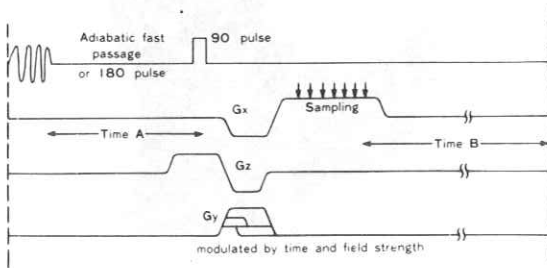 Adiabatic fast
passage
or 180 pulse
90 pulse
Gx
Sampling
Time A
Time B
Gz
Gy
modulated by time and field strength